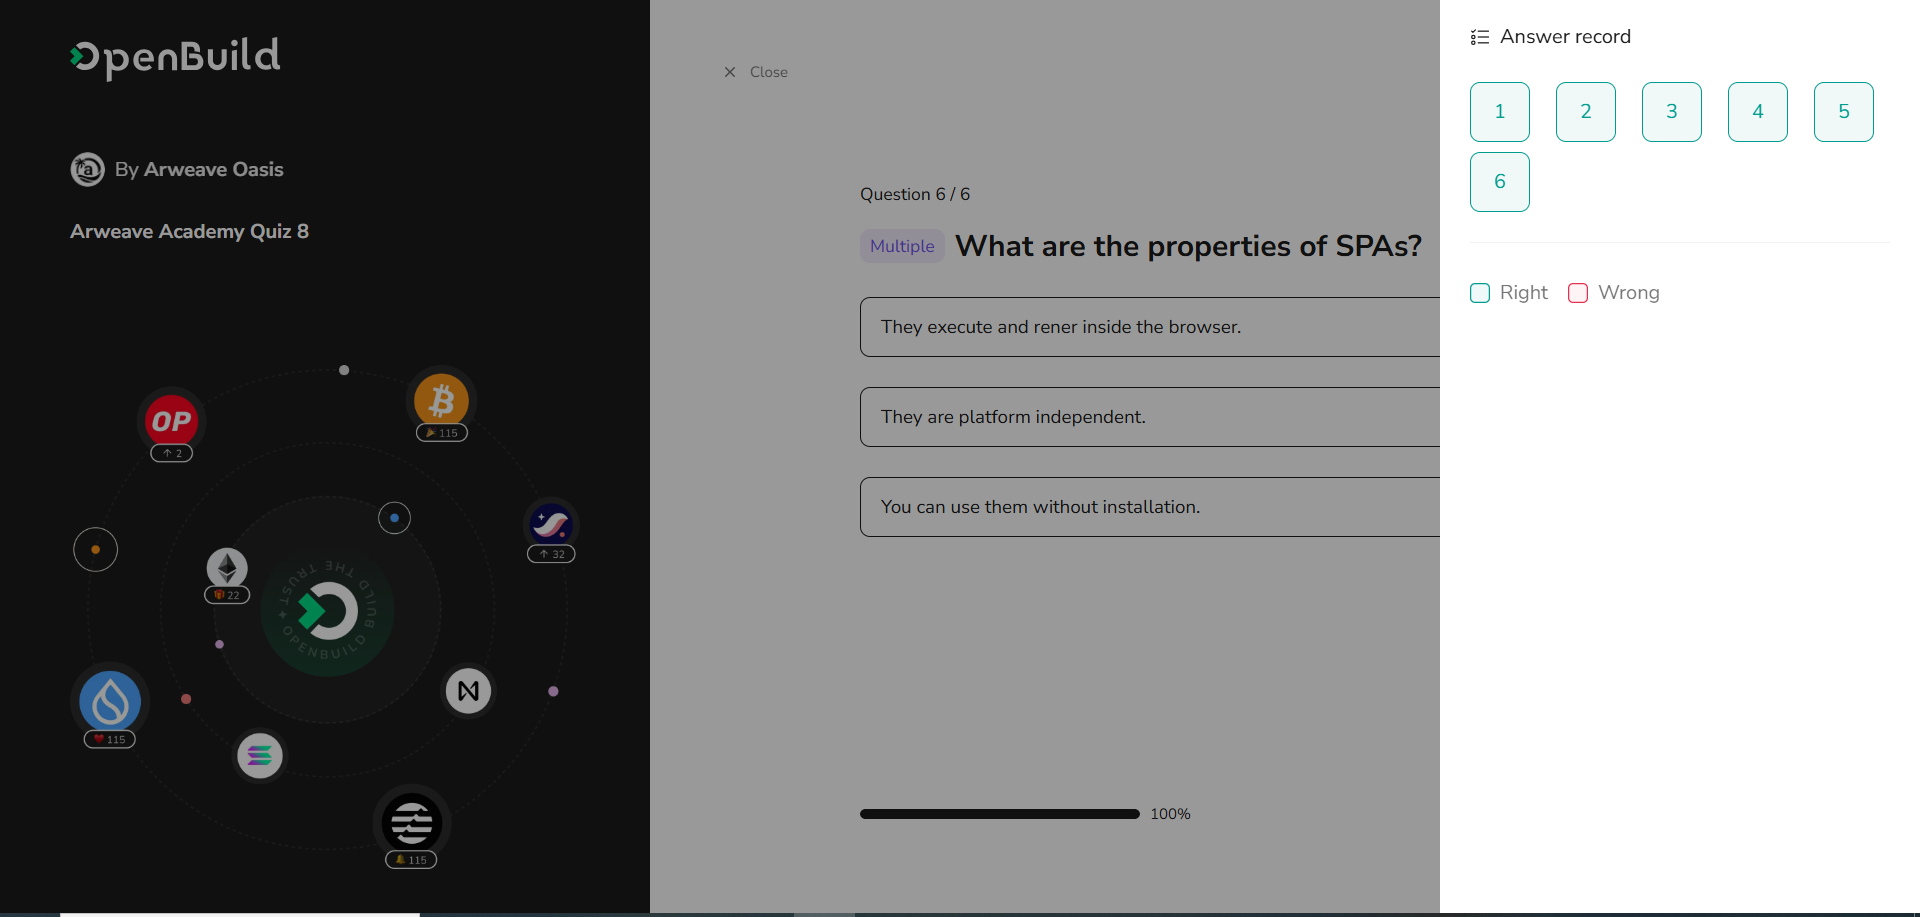 OpenBuild
By Arweave Oasis
Arweave Academy Quiz 8
OP
2
115
32
22
BUILD THE TRUST
OPENBUILD
115
115
Close
Question 6 / 6
Multiple
What are the properties of SPAs?
They execute and rener inside the browser.
They are platform independent.
You can use them without installation.
100%
Answer record
1 2 3 4 5
6
Right Wrong